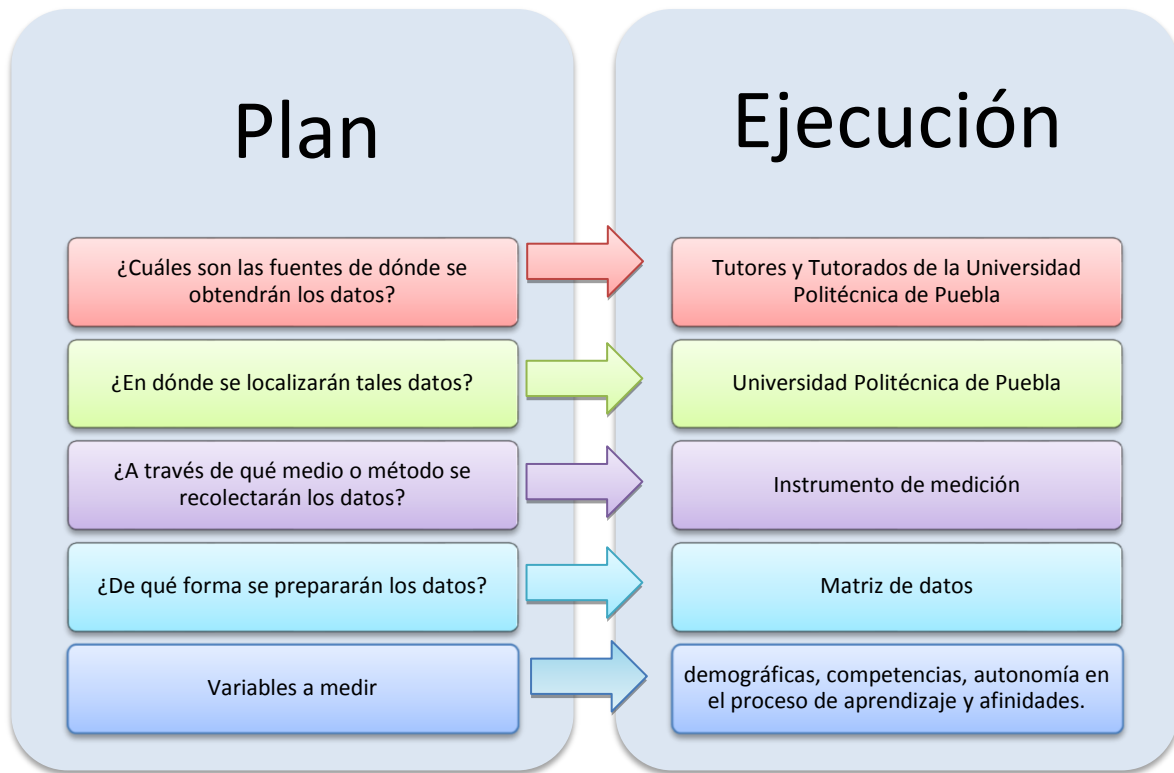 Plan
Ejecución
¿Cuáles son las fuentes de dónde se
obtendrán los datos?
Tutores y Tutorados de la Universidad
Politécnica de Puebla
¿En dónde se localizarán tales datos?
Universidad Politécnica de Puebla
¿A través de qué medio o método se
recolectarán los datos?
Instrumento de medición
¿De qué forma se prepararán los datos?
Matriz de datos
Variables a medir
demográficas, competencias, autonomía en
el proceso de aprendizaje y afinidades.